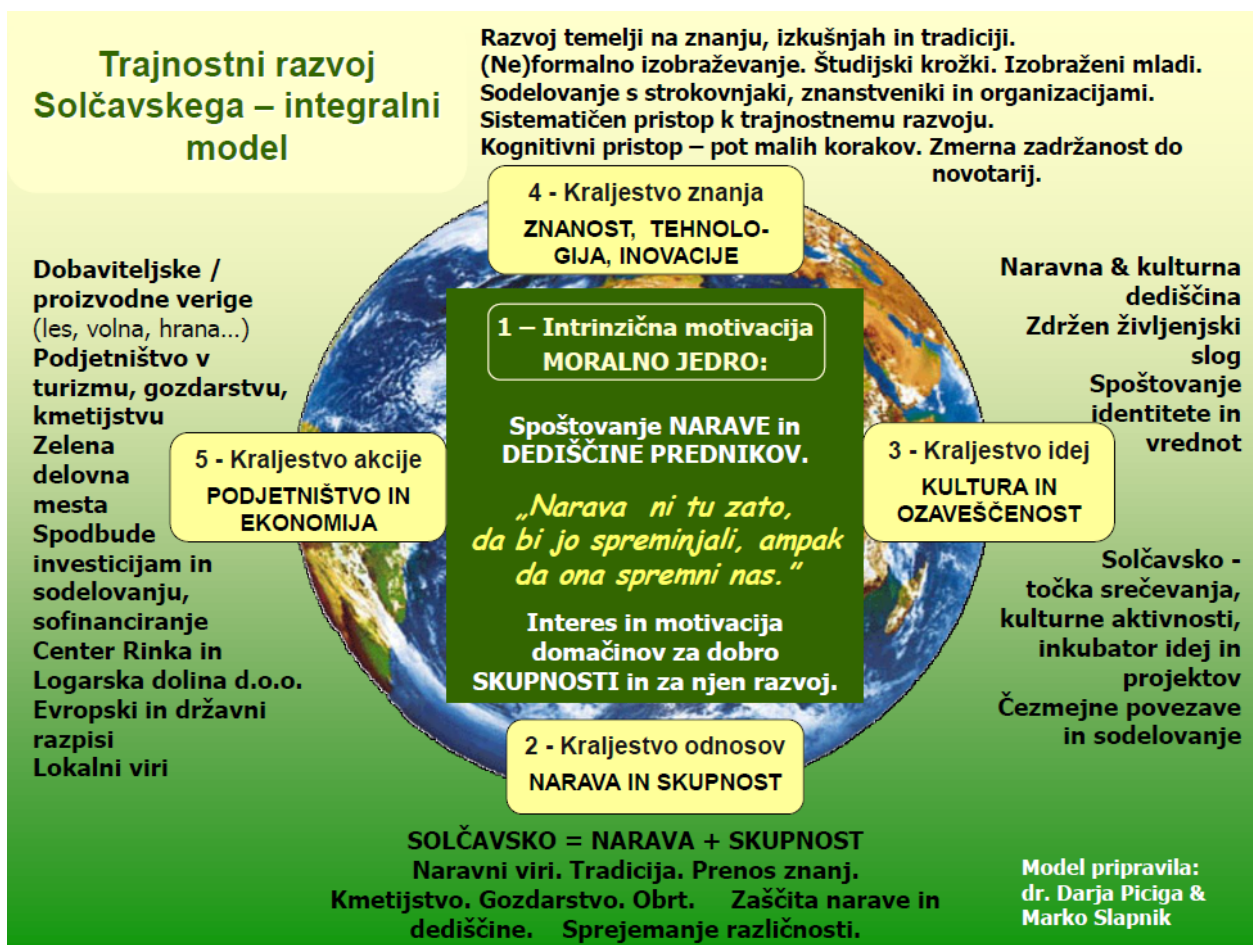 Trajnostni razvoj
Solčavskega – integralni
model
Razvoj temelji na znanju, izkušnjah in tradiciji.
(Ne)formalno izobraževanje. Študijski krožki. Izobraženi mladi.
Sodelovanje s strokovnjaki, znanstveniki in organizacijami.
Sistematičen pristop k trajnostnemu razvoju.
Kognitivni pristop – pot malih korakov. Zmerna zadržanost do
novotarij.
4 - Kraljestvo znanja
ZNANOST, TEHNOLO-
GIJA, INOVACIJE
Dobaviteljske /
proizvodne verige
(les, volna, hrana...)
Podjetništvo v
turizmu, gozdarstvu,
kmetijstvu
Zelena
delovna
mesta
Spodbude
investicijam in
sodelovanju,
sofinanciranje
Center Rinka in
Logarska dolina d.o.o.
Evropski in državni
razpisi
Lokalni viri
5 - Kraljestvo akcije
PODJETNIŠTVO IN
EKONOMIJA
1 – Intrinzična motivacija
MORALNO JEDRO:
Spoštovanje NARAVE in
DEDIŠČINE PREDNIKOV.
„Narava ni tu zato,
da bi jo spreminjali, ampak
da ona spremni nas.”
Interes in motivacija
domačinov za dobro
SKUPNOSTI in za njen razvoj.
Naravna & kulturna
dediščina
Zdržen življenjski
slog
Spoštovanje
identitete in
vrednot
3 - Kraljestvo idej
KULTURA IN
OZAVEŠČENOST
Solčavsko -
točka srečevanja,
kulturne aktivnosti,
inkubator idej in
projektov
Čezmejne povezave
in sodelovanje
2 - Kraljestvo odnosov
NARAVA IN SKUPNOST
SOLČAVSKO = NARAVA + SKUPNOST
Naravni viri. Tradicija. Prenos znanj.
Kmetijstvo. Gozdarstvo. Obrt. Zaščita narave in
dediščine. Sprejemanje različnosti.
Model pripravila:
dr. Darja Piciga &
Marko Slapnik